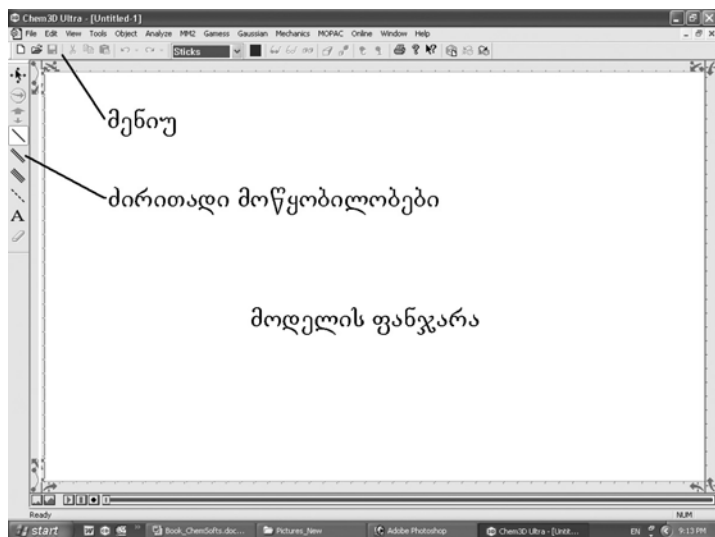 Chem3D Ultra - [Untitled-1]
File Edit View Tools Object Analyze MM2 Gamess Gaussian Mechanics MOPAC Online Window Help
Sticks
მენიუ
ძირითადი მოწყობილობები
A
მოდელის ფანჯარა
Ready NUM
start Book_ChemSofts.doc... Pictures_New Adobe Photoshop Chem3D Ultra - [Untit... EN 9:13 PM